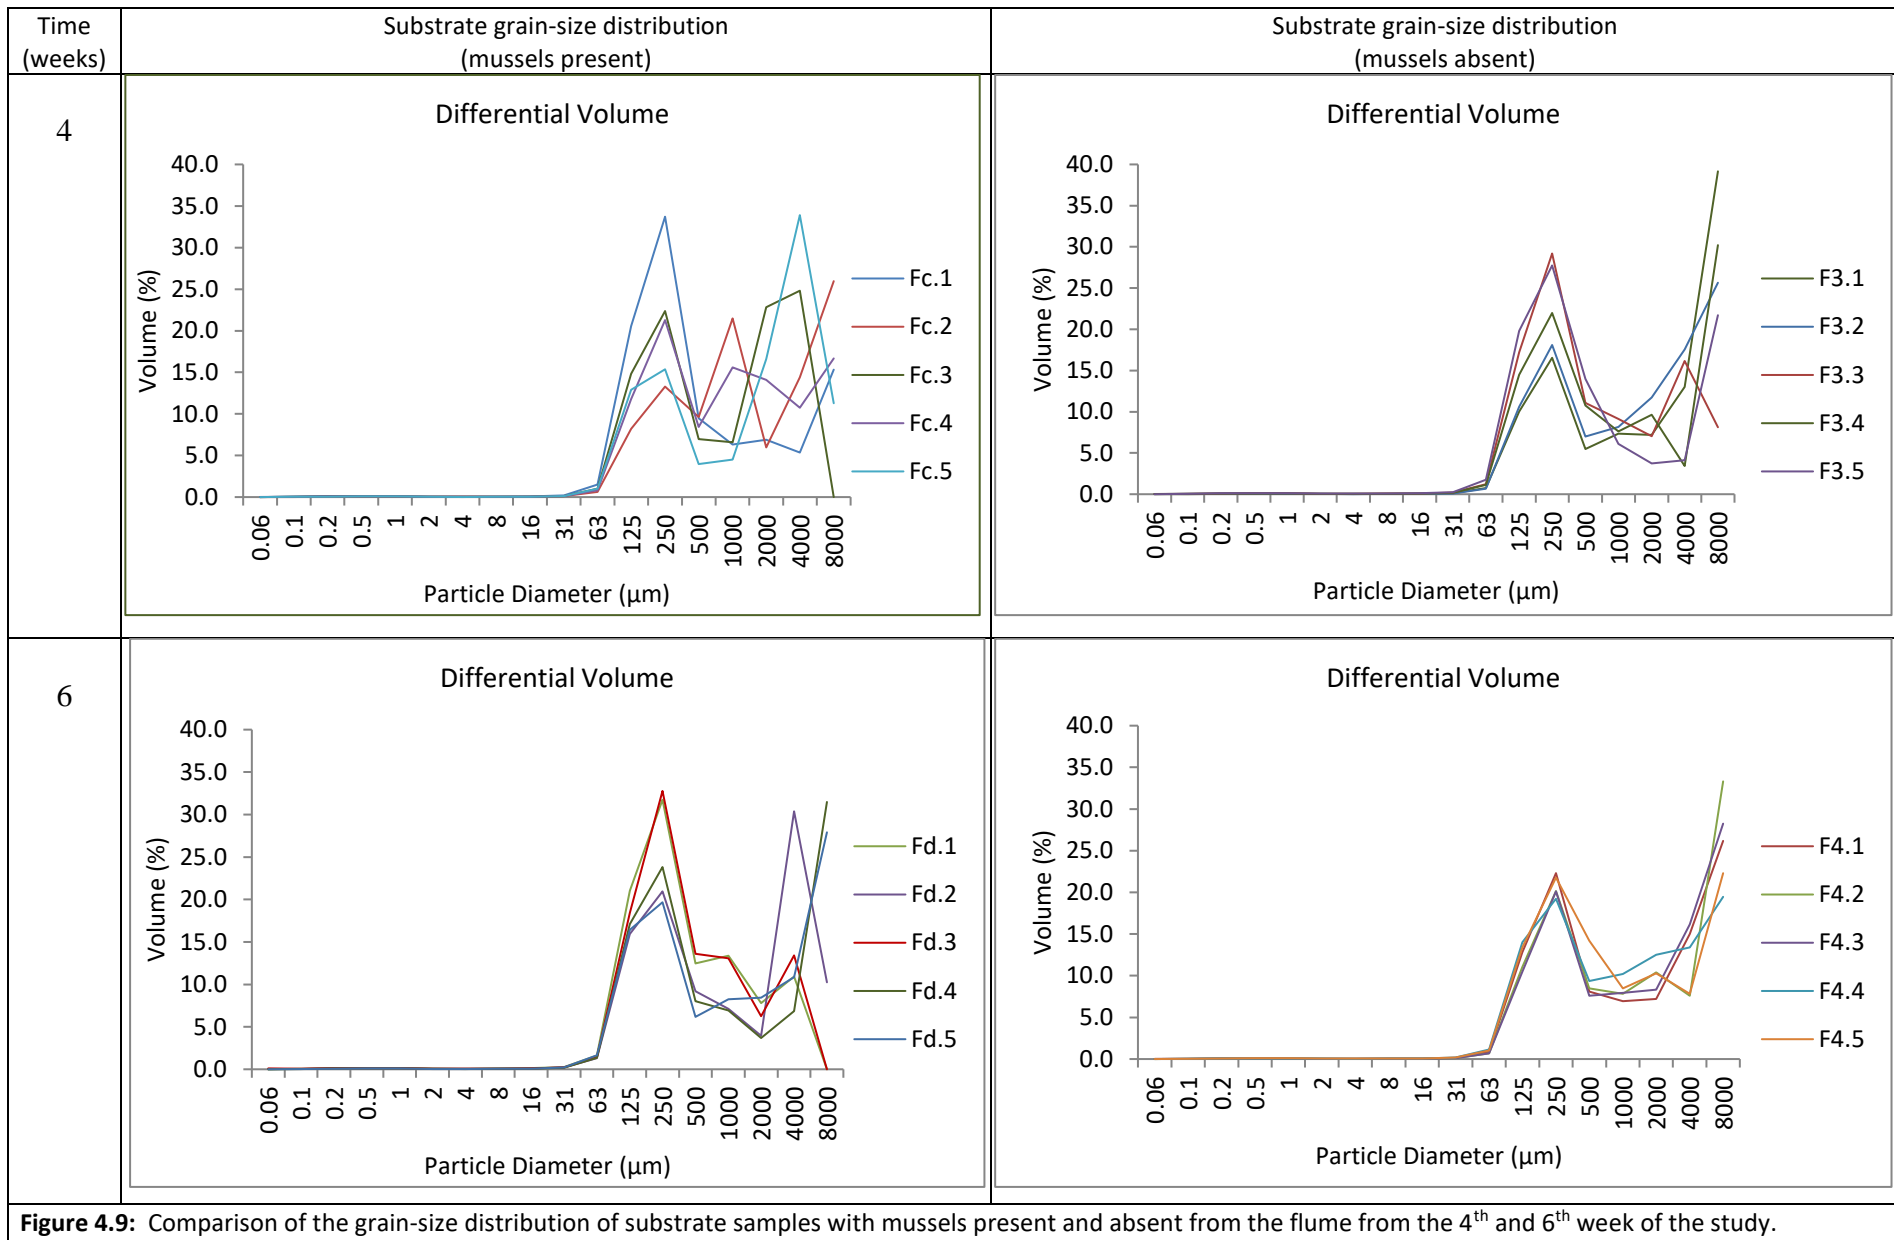 Time
(weeks)
Substrate grain-size distribution
(mussels present)
Substrate grain-size distribution
(mussels absent)
4
Differential Volume
40.0
35.0
30.0
25.0
20.0
15.0
10.0
5.0
0.0
Volume (%)
0.06
0.1
0.2
0.5
1
2
4
8
16
31
63
125
250
500
1000
2000
4000
8000
Particle Diameter (µm)
Fc.1
Fc.2
Fc.3
Fc.4
Fc.5
Differential Volume
40.0
35.0
30.0
25.0
20.0
15.0
10.0
5.0
0.0
Volume (%)
0.06
0.1
0.2
0.5
1
2
4
8
16
31
63
125
250
500
1000
2000
4000
8000
Particle Diameter (µm)
F3.1
F3.2
F3.3
F3.4
F3.5
6
Differential Volume
40.0
35.0
30.0
25.0
20.0
15.0
10.0
5.0
0.0
Volume (%)
0.06
0.1
0.2
0.5
1
2
4
8
16
31
63
125
250
500
1000
2000
4000
8000
Particle Diameter (µm)
Fd.1
Fd.2
Fd.3
Fd.4
Fd.5
Differential Volume
40.0
35.0
30.0
25.0
20.0
15.0
10.0
5.0
0.0
Volume (%)
0.06
0.1
0.2
0.5
1
2
4
8
16
31
63
125
250
500
1000
2000
4000
8000
Particle Diameter (µm)
F4.1
F4.2
F4.3
F4.4
F4.5
Figure 4.9: Comparison of the grain-size distribution of substrate samples with mussels present and absent from the flume from the 4th and 6th week of the study.